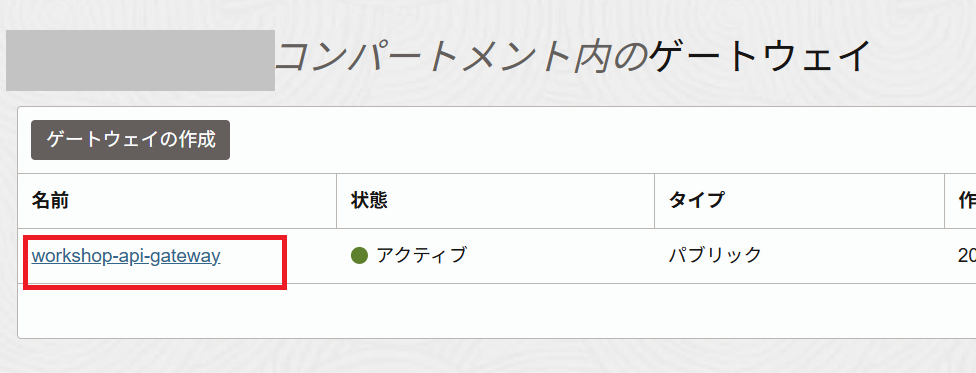 コンパートメント内のゲートウェイ
ゲートウェイの作成
名前 状態 タイプ 作
workshop-api-gateway アクティブ パブリック 20